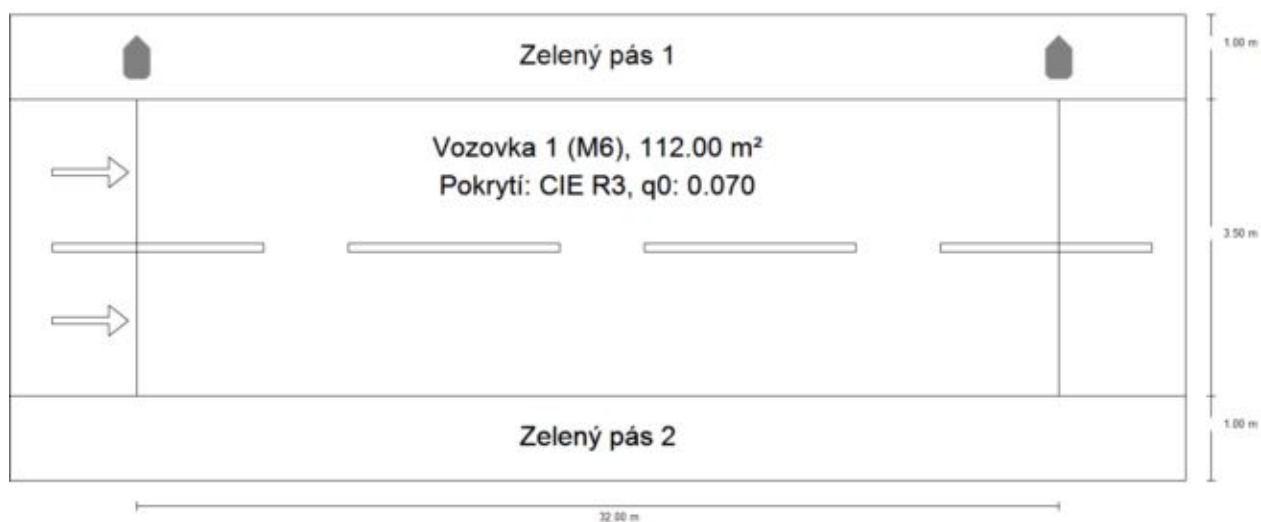 Zelený pás 1
1.00 m
Vozovka 1 (M6), 112.00 m²
Pokrytí: CIE R3, q0: 0.070
3.50 m
Zelený pás 2
1.00 m
32.00 m